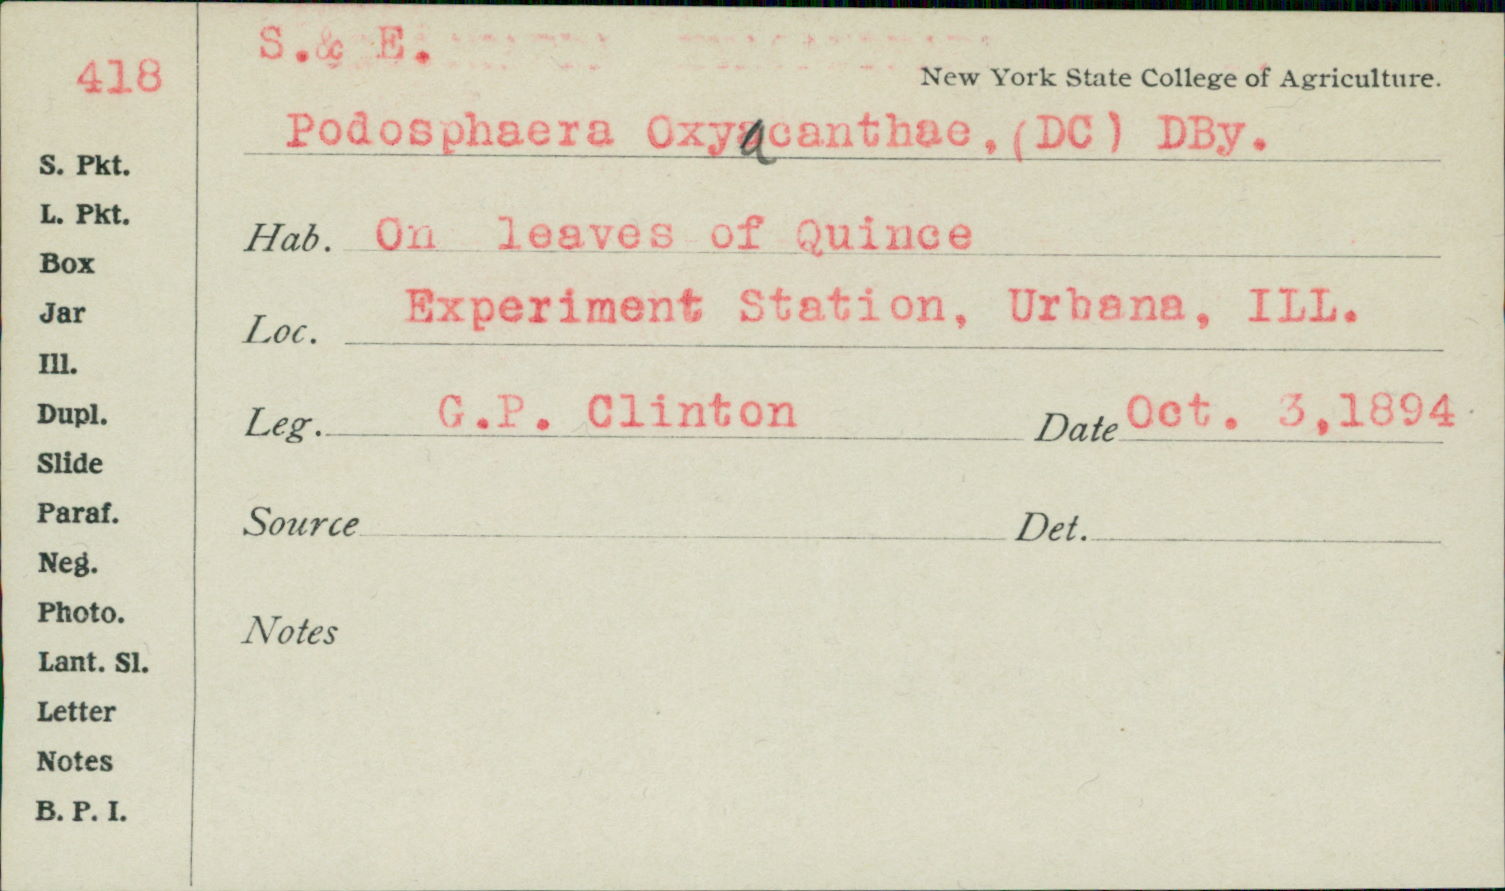 S.& E.
418
New York State College of Agriculture.
Podosphaera Oxyacanthae,(DC) DBy.
S. Pkt.
L. Pkt.
Hab. On leaves of Quince
Box
Experiment Station, Urbana, ILL.
Jar
Loc.
Ill.
Dupl.
Leg. G.P. Clinton Date Oct. 3,1894
Slide
Paraf.
Source Det.
Neg.
Photo.
Notes
Lant. Sl.
Letter
Notes
B. P. I.